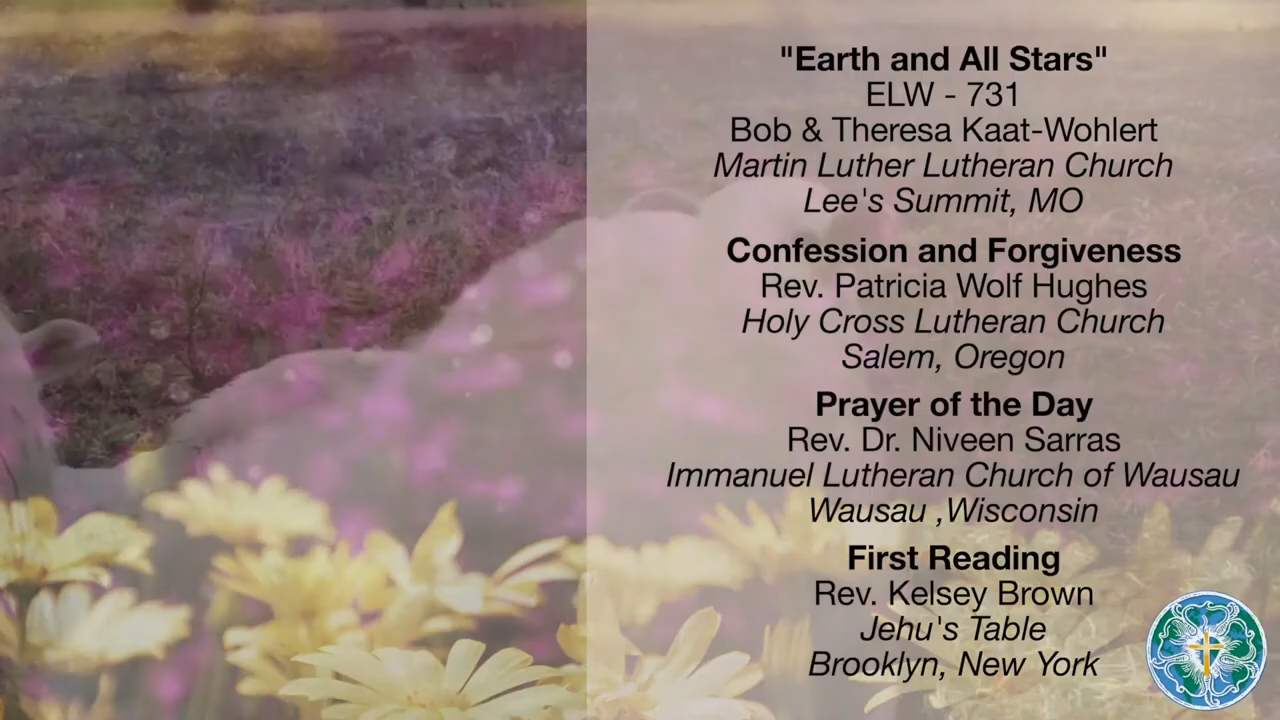 "Earth and All Stars"
ELW - 731
Bob & Theresa Kaat-Wohlert
Martin Luther Lutheran Church
Lee's Summit, MO
Confession and Forgiveness
Rev. Patricia Wolf Hughes
Holy Cross Lutheran Church
Salem, Oregon
Prayer of the Day
Rev. Dr. Niveen Sarras
Immanuel Lutheran Church of Wausau
Wausau ,Wisconsin
First Reading
Rev. Kelsey Brown
Jehu's Table
Brooklyn, New York